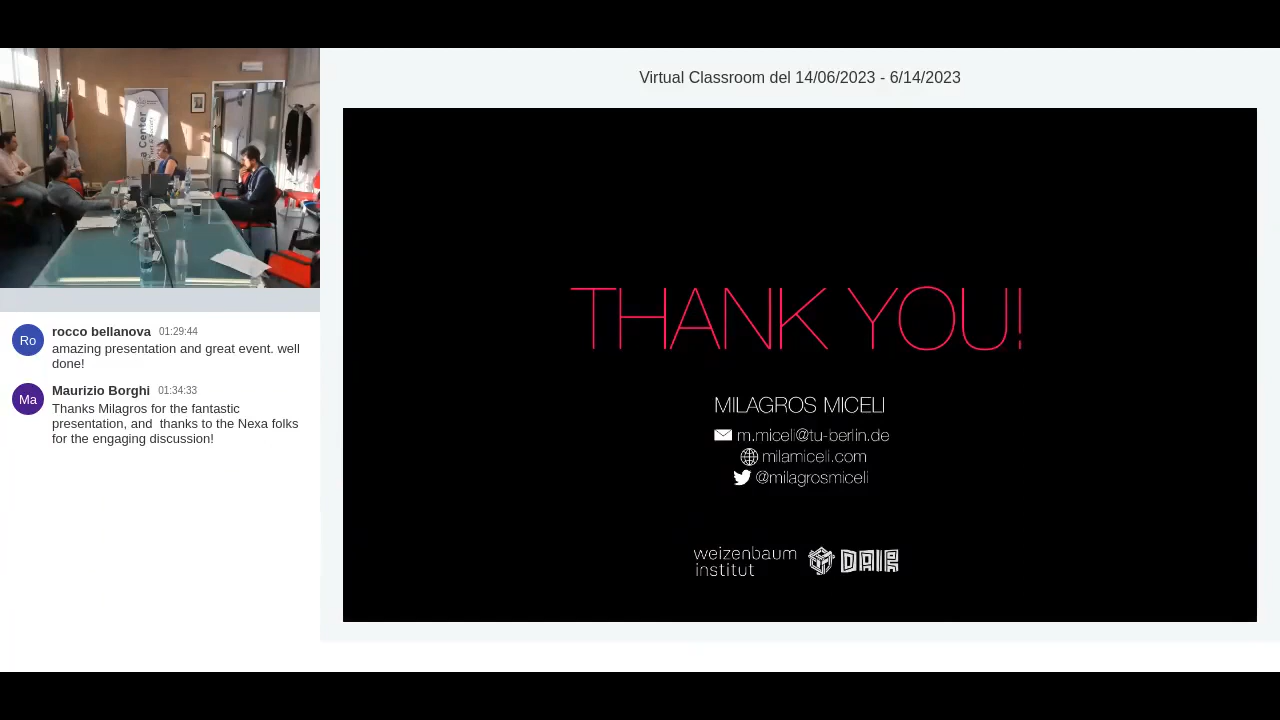 Virtual Classroom del 14/06/2023 - 6/14/2023
a Center
Ro
rocco bellanova 01:29:44
amazing presentation and great event. well
done!
Ma
Maurizio Borghi 01:34:33
Thanks Milagros for the fantastic
presentation, and  thanks to the Nexa folks
for the engaging discussion!
THANK YOU!
MILAGROS MICELI
m.miceli@tu-berlin.de
milamiceli.com
@milagrosmiceli
weizenbaum
institut
DAIR